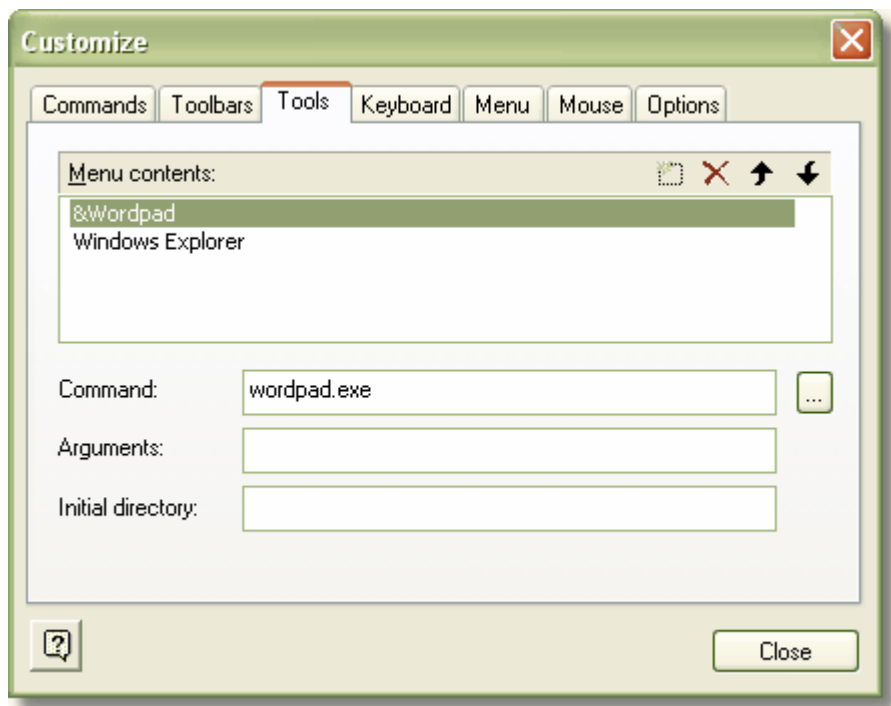 Customize
Commands Toolbars Tools Keyboard Menu Mouse Options
Menu contents:
&Wordpad
Windows Explorer
Command: wordpad.exe ...
Arguments:
Initial directory:
? Close